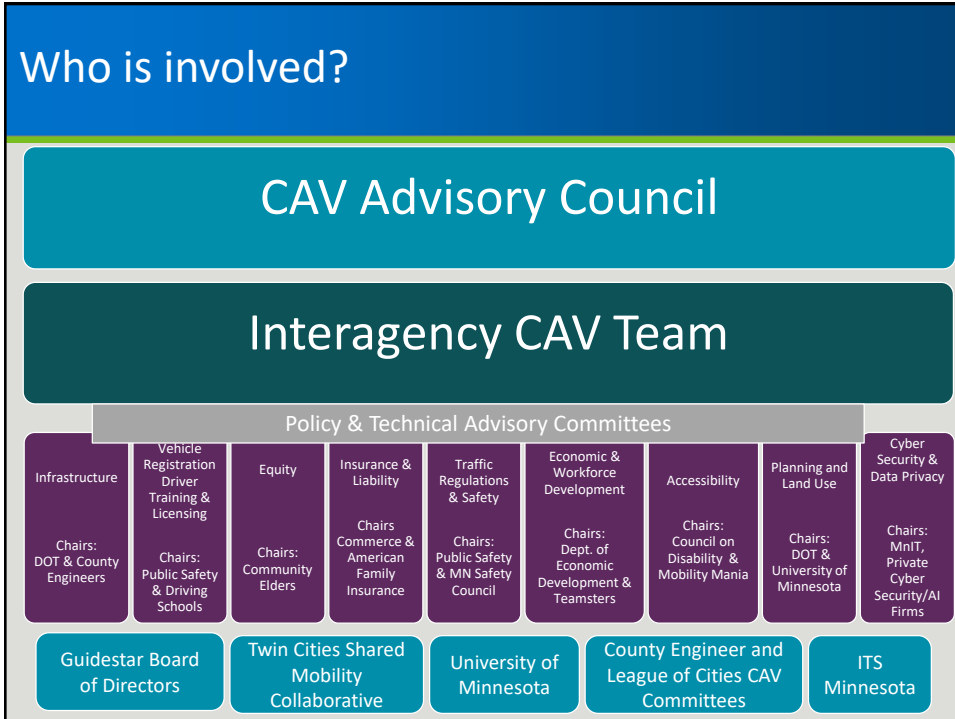 Who is involved?
CAV Advisory Council
Interagency CAV Team
Policy & Technical Advisory Committees
Infrastructure
Chairs:
DOT & County
Engineers
Vehicle
Registration
Driver
Training &
Licensing
Chairs:
Public Safety
& Driving
Schools
Equity
Chairs:
Community
Elders
Insurance &
Liability
Chairs
Commerce &
American
Family
Insurance
Traffic
Regulations
& Safety
Chairs:
Public Safety
& MN Safety
Council
Economic &
Workforce
Development
Chairs:
Dept. of
Economic
Development &
Teamsters
Accessibility
Chairs:
Council on
Disability &
Mobility Mania
Planning and
Land Use
Chairs:
DOT &
University of
Minnesota
Cyber
Security &
Data Privacy
Chairs:
MnIT,
Private
Cyber
Security/AI
Firms
Guidestar Board
of Directors
Twin Cities Shared
Mobility
Collaborative
University of
Minnesota
County Engineer and
League of Cities CAV
Committees
ITS
Minnesota